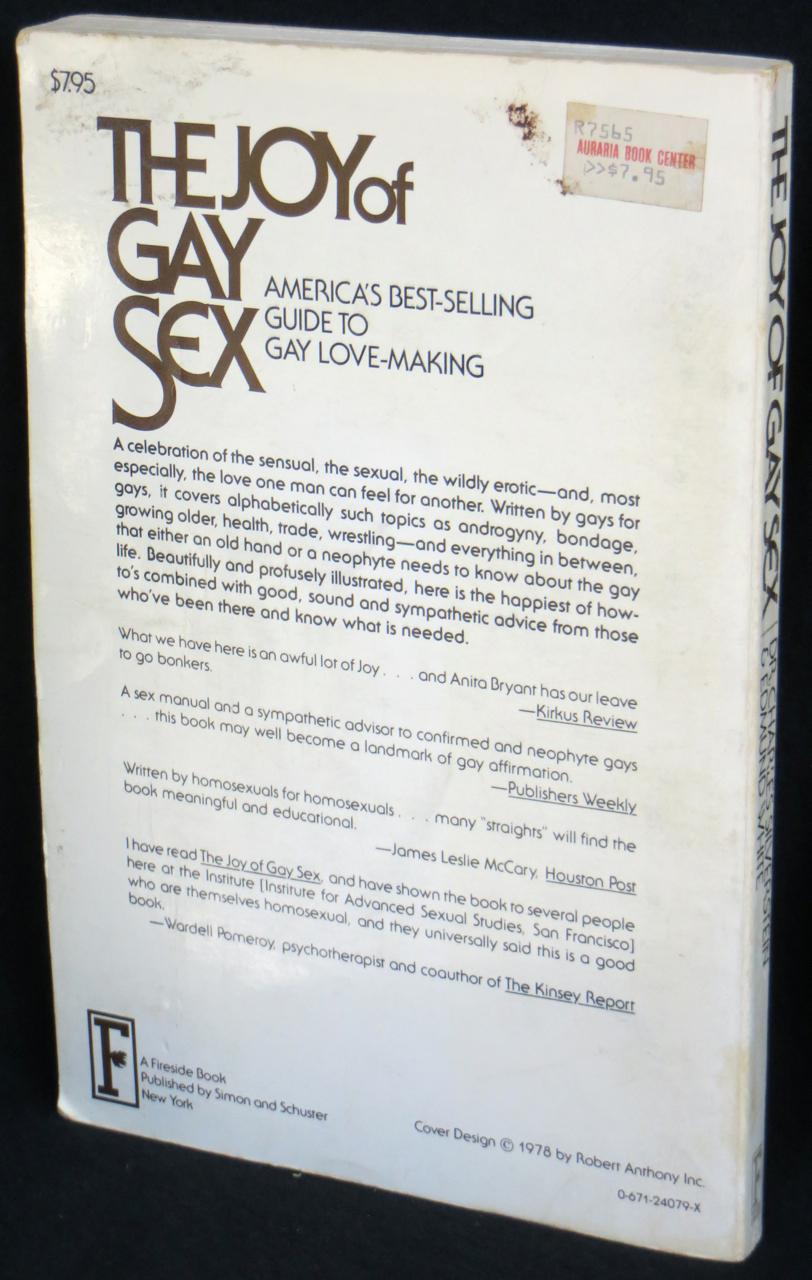 $7.95
R7565
AURARIA BOOK CENTER
>>$7.95
THE JOY of
GAY
SEX
AMERICA'S BEST-SELLING
GUIDE TO
GAY LOVE-MAKING
A celebration of the sensual, the sexual, the wildly erotic—and, most
especially, the love one man can feel for another. Written by gays for
gays, it covers alphabetically such topics as androgyny, bondage,
growing older, health, trade, wrestling—and everything in between,
that either an old hand or a neophyte needs to know about the gay
life. Beautifully and profusely illustrated, here is the happiest of how-
to's combined with good, sound and sympathetic advice from those
who've been there and know what is needed.
What we have here is an awful lot of Joy . . . and Anita Bryant has our leave
to go bonkers.
—Kirkus Review
A sex manual and a sympathetic advisor to confirmed and neophyte gays
. . . this book may well become a landmark of gay affirmation.
—Publishers Weekly
Written by homosexuals for homosexuals . . . many "straights" will find the
book meaningful and educational.
—James Leslie McCary, Houston Post
I have read The Joy of Gay Sex, and have shown the book to several people
here at the Institute [Institute for Advanced Sexual Studies, San Francisco]
who are themselves homosexual, and they universally said this is a good
book.
—Wardell Pomeroy, psychotherapist and coauthor of The Kinsey Report
F
A Fireside Book
Published by Simon and Schuster
New York
Cover Design © 1978 by Robert Anthony Inc.
0-671-24079-X
THE JOY OF GAY SEX
DR. CHARLES SILVERSTEIN
& EDMUND WHITE
F